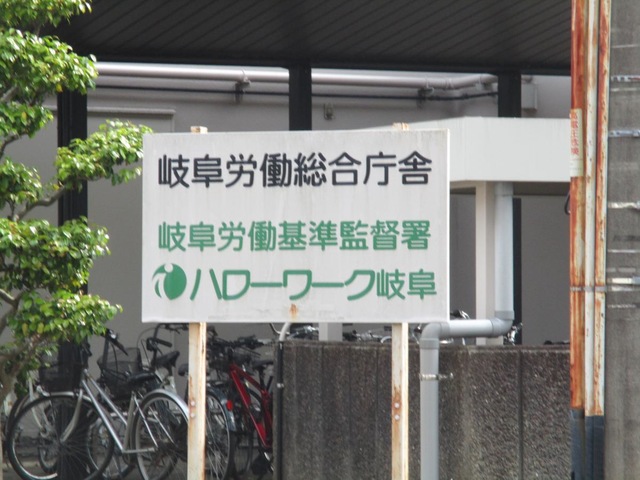 岐阜労働総合庁舎
岐阜労働基準監督署
ハローワーク岐阜